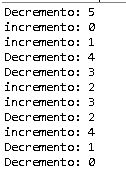 Decremento: 5
incremento: 0
incremento: 1
Decremento: 4
Decremento: 3
incremento: 2
incremento: 3
Decremento: 2
incremento: 4
Decremento: 1
Decremento: 0